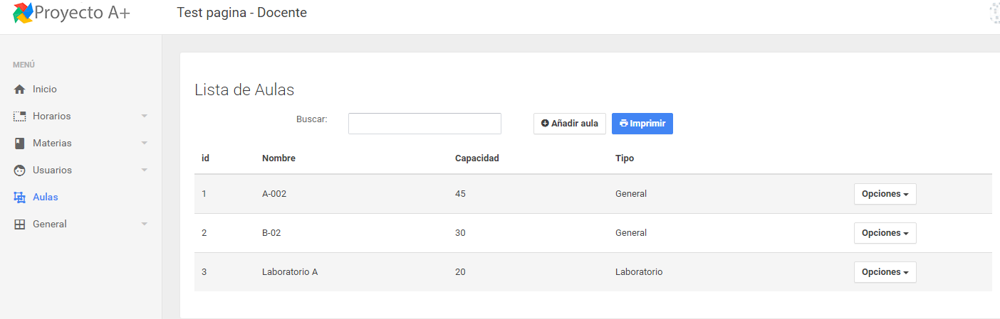 Proyecto A+
Test pagina - Docente
MENÚ
Inicio
Horarios
Materias
Usuarios
Aulas
General
Lista de Aulas
Buscar:
Añadir aula
Imprimir
id Nombre Capacidad Tipo
1 A-002 45 General Opciones
2 B-02 30 General Opciones
3 Laboratorio A 20 Laboratorio Opciones